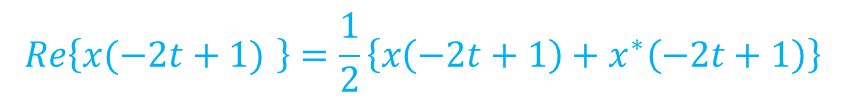 Re{x(−2t + 1) } = 1/2 {x(−2t + 1) + x*(−2t + 1)}